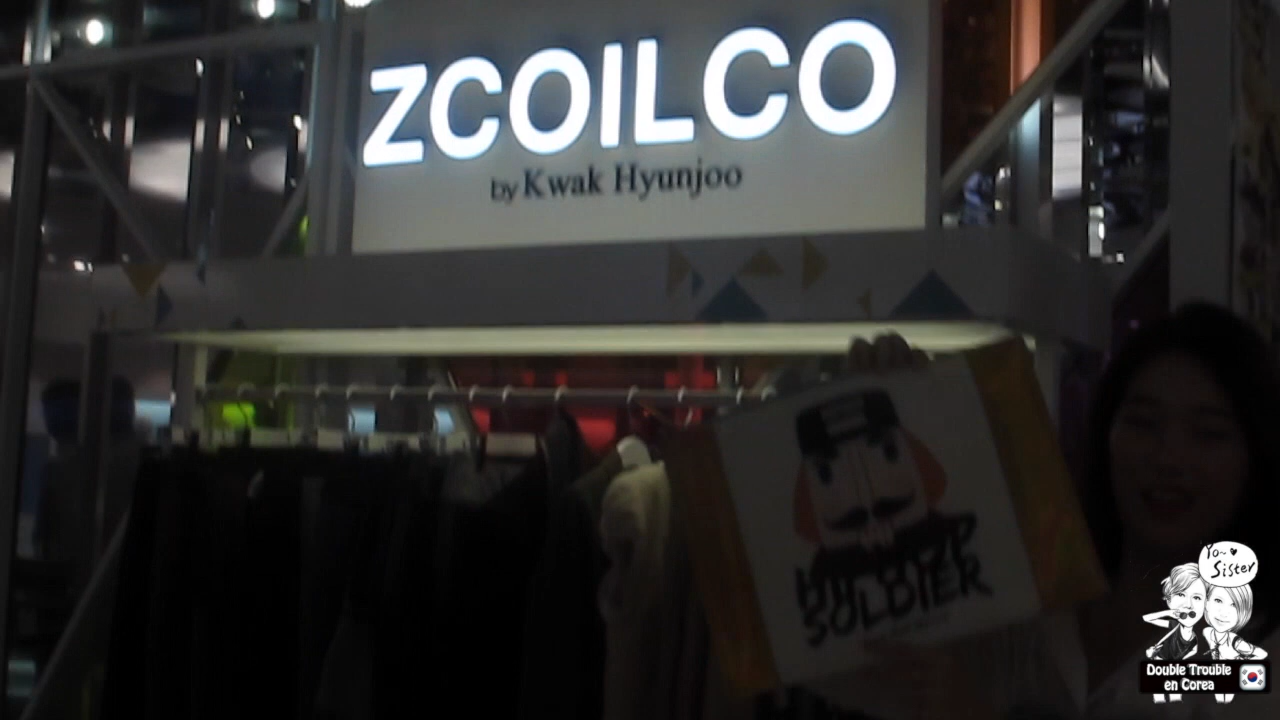 ZCOILCO
by Kwak Hyunjoo
SOLDIER
Yo~
Sister
Double Trouble
en Corea